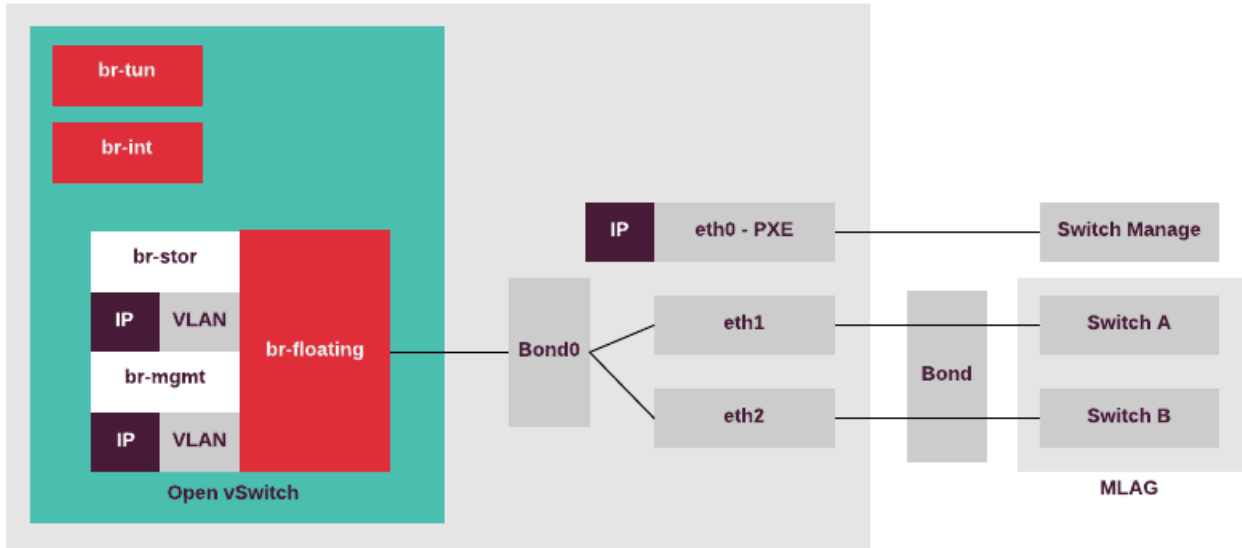 br-tun
br-int
br-stor
IP VLAN
br-mgmt
IP VLAN
br-floating
Open vSwitch
Bond0
IP eth0 - PXE
eth1
eth2
Bond
Switch Manage
Switch A
Switch B
MLAG